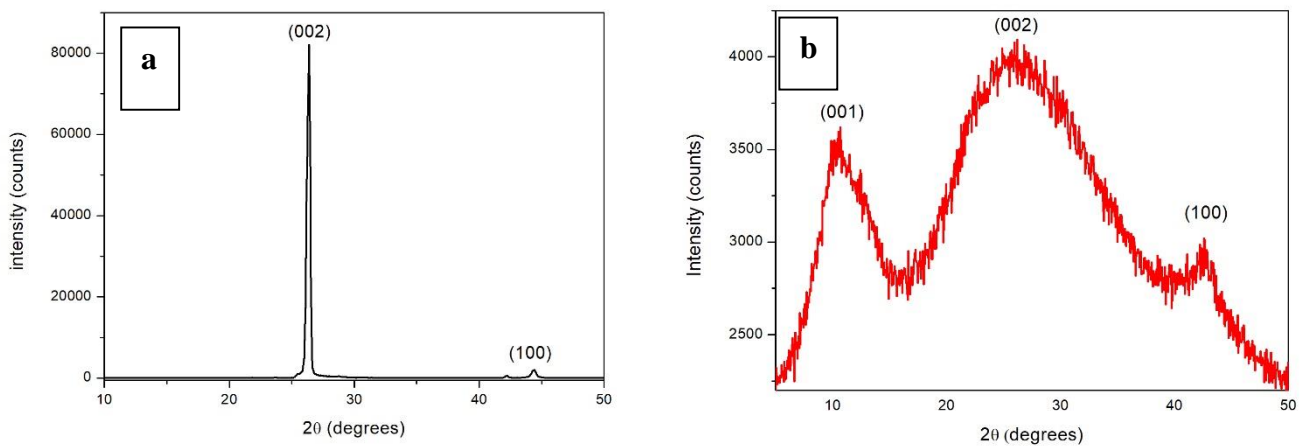 a
(002)
(100)
80000
60000
40000
20000
0
intensity (counts)
10 20 30 40 50
2θ (degrees)
b
(002)
(001)
(100)
4000
3500
3000
2500
Intensity (counts)
10 20 30 40 50
2θ (degrees)